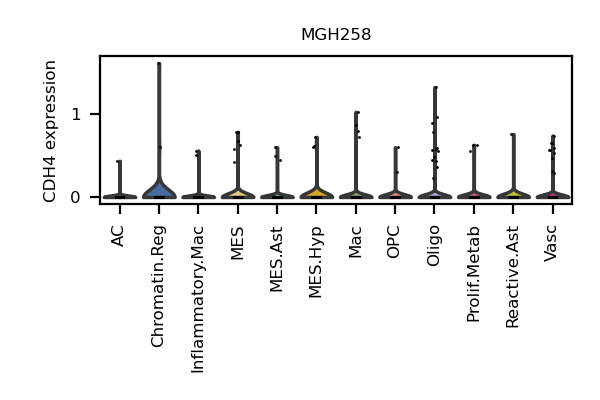 MGH258
CDH4 expression
1
0
AC
Chromatin.Reg
Inflammatory.Mac
MES
MES.Ast
MES.Hyp
Mac
OPC
Oligo
Prolif.Metab
Reactive.Ast
Vasc